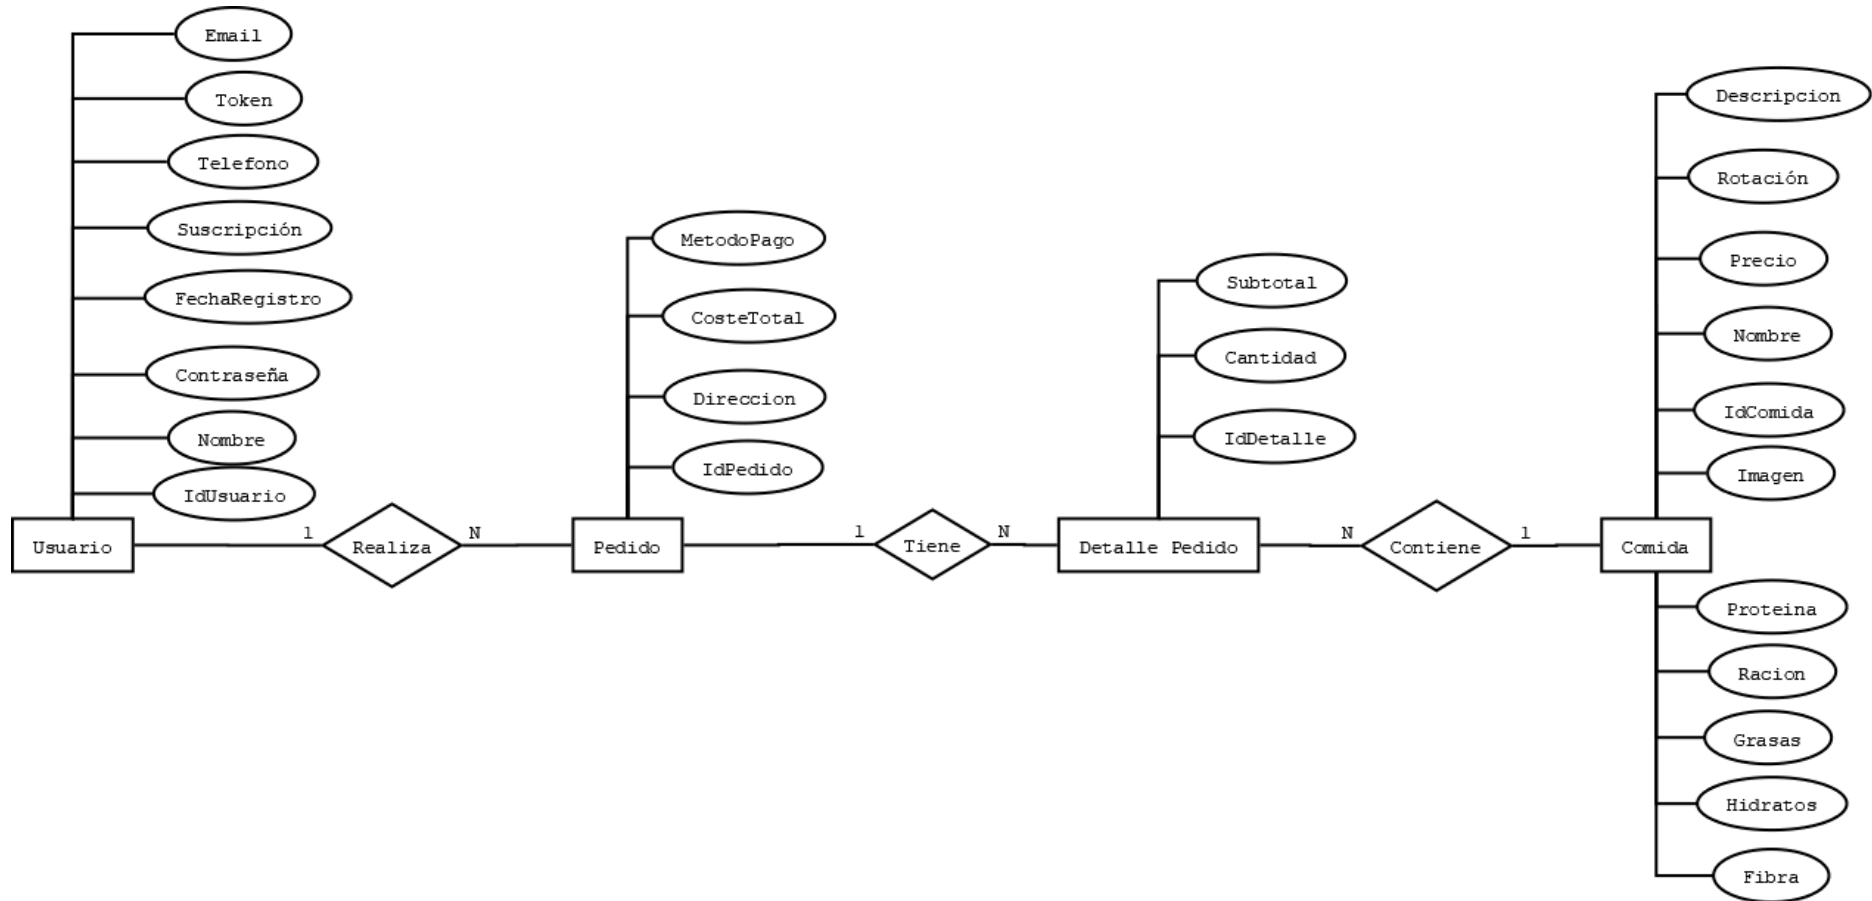 Email
Token
Telefono
Suscripción
FechaRegistro
Contraseña
Nombre
IdUsuario
Usuario
1
Realiza
N
MetodoPago
CosteTotal
Direccion
IdPedido
Pedido
1
Tiene
N
Subtotal
Cantidad
IdDetalle
Detalle Pedido
N
Contiene
1
Descripcion
Rotación
Precio
Nombre
IdComida
Imagen
Comida
Proteina
Racion
Grasas
Hidratos
Fibra